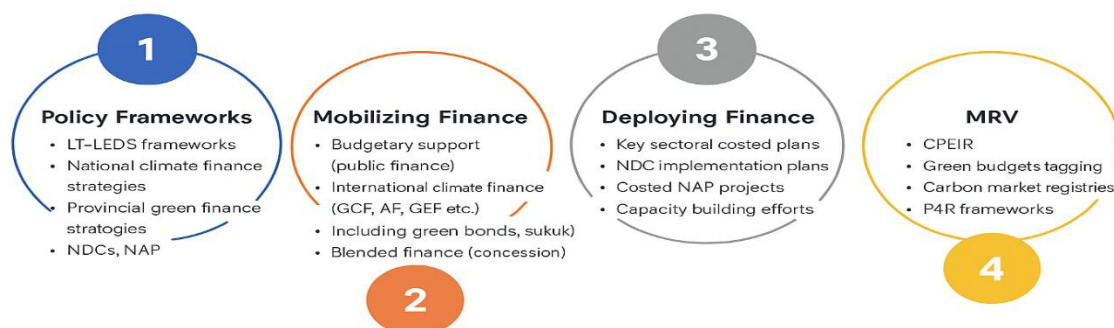 1
Policy Frameworks
• LT-LEDS frameworks
• National climate finance
strategies
• Provincial green finance
stratogies
• NDCs, NAP
Mobilizing Finance
• Budgetary support
(public finance)
• International climate finance
(GCF, AF, GEF etc.)
• Including green bonds, sukuk)
• Blended finance (concession)
2
3
Deploying Finance
• Key sectoral costed plans
• NDC implementation plans
• Costed NAP projects
• Capacity building efforts
MRV
• CPEIR
• Green budgets tagging
• Carbon market registries
• P4R frameworks
4